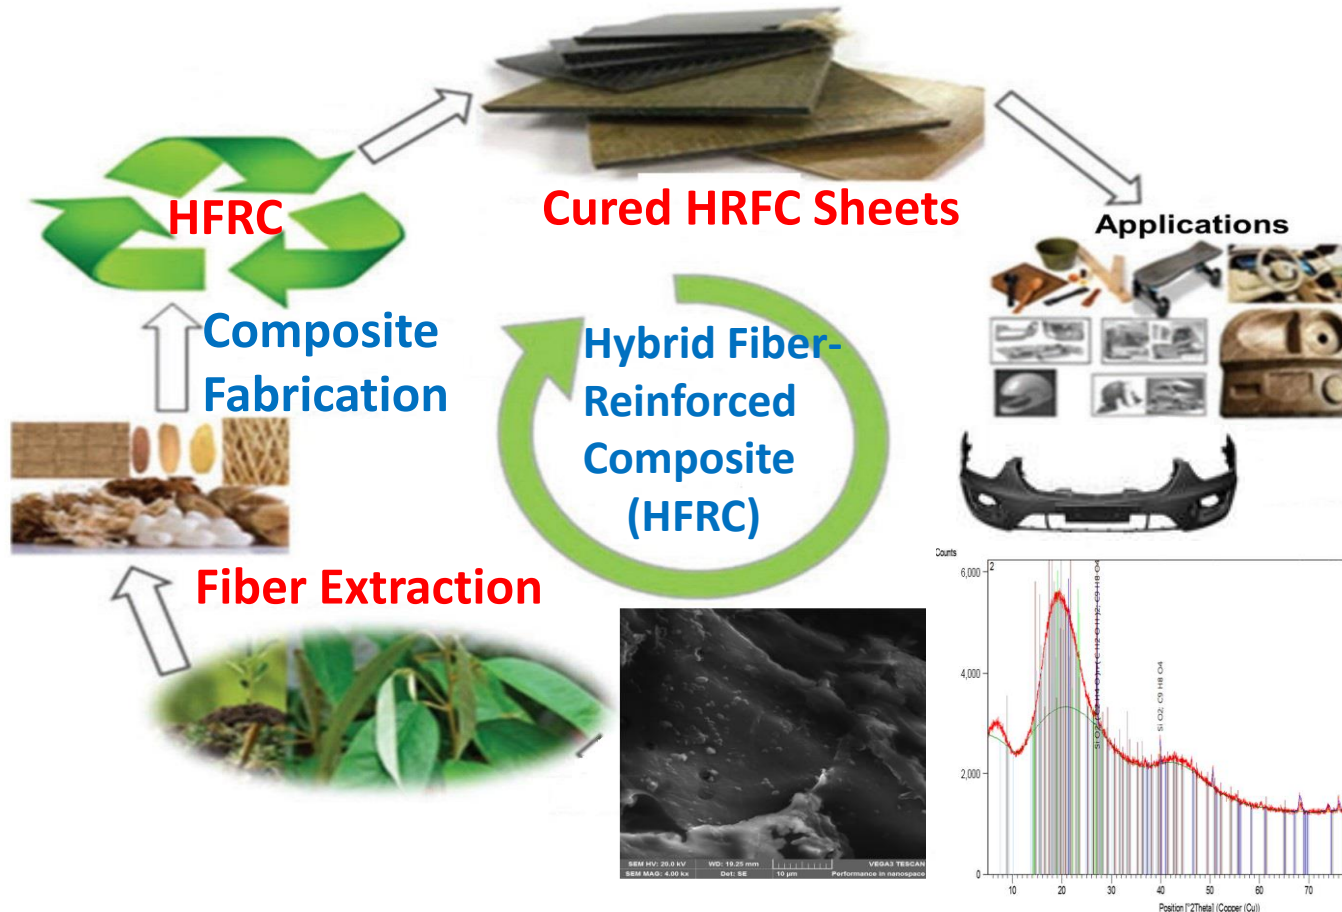 HFRC
Cured HRFC Sheets
Applications
Composite
Fabrication
Hybrid Fiber-
Reinforced
Composite
(HFRC)
Fiber Extraction
SEM HV: 20.0 kV
WD: 19.25 mm
VEGA3 TESCAN
SEM MAG: 4.00 kx
Det: SE
10 µm
Performance in nanospace
Counts
2
6,000
4,000
2,000
0
Si O2; C9 H8 O4
10 20 30 40 50 60 70
Position [°2Theta] (Copper (Cu))